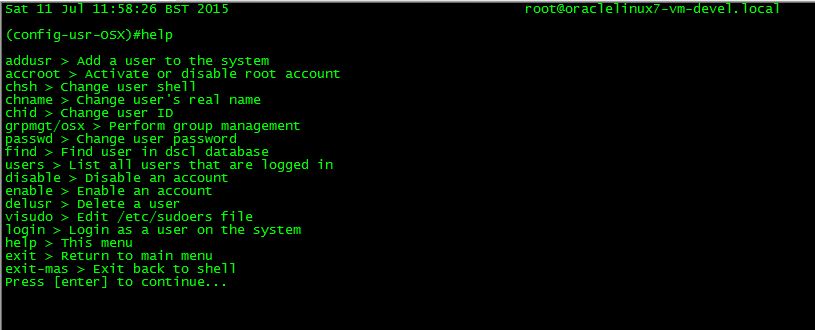 Sat 11 Jul 11:58:26 BST 2015 root@oraclelinux7-vm-devel.local
(config-usr-OSX)#help
addusr > Add a user to the system
accroot > Activate or disable root account
chsh > Change user shell
chname > Change user's real name
chid > Change user ID
grpmgt/osx > Perform group management
passwd > Change user password
find > Find user in dscl database
users > List all users that are logged in
disable > Disable an account
enable > Enable an account
delusr > Delete a user
visudo > Edit /etc/sudoers file
login > Login as a user on the system
help > This menu
exit > Return to main menu
exit-mas > Exit back to shell
Press [enter] to continue...